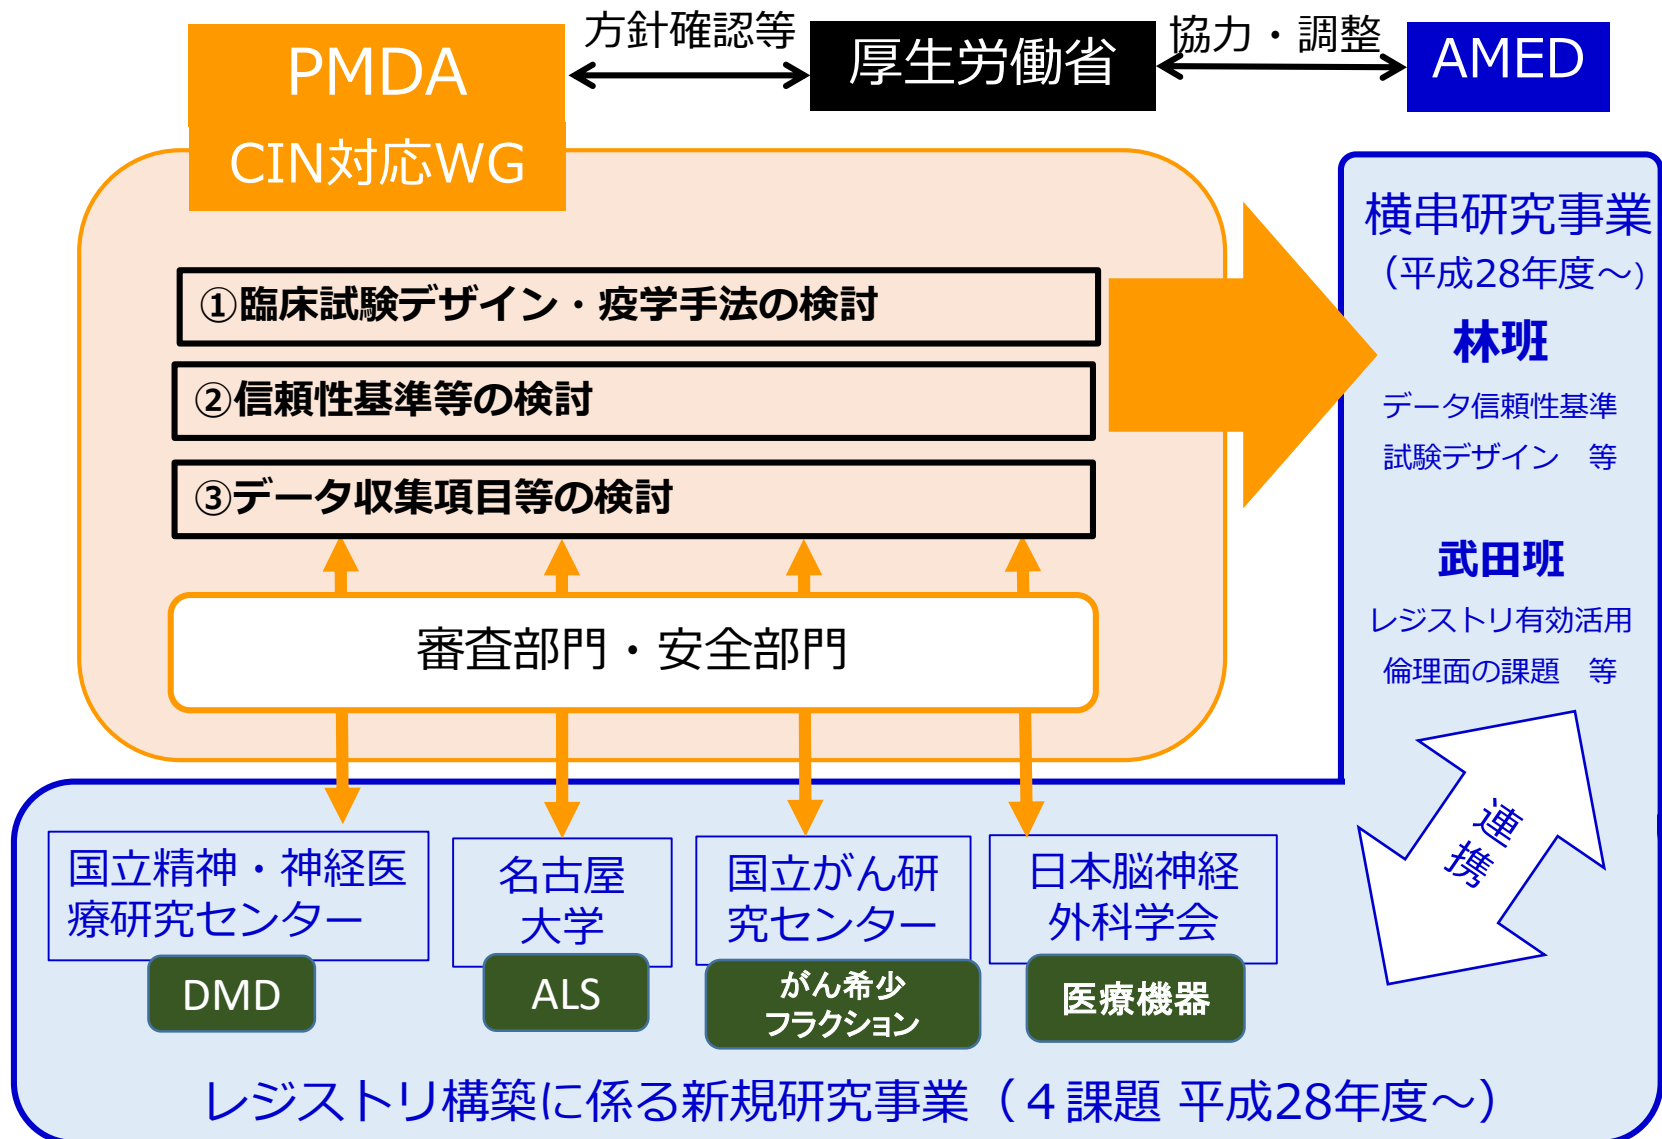 方針確認等
協力・調整
PMDA
厚生労働省
AMED
CIN対応WG
①臨床試験デザイン・疫学手法の検討
②信頼性基準等の検討
③データ収集項目等の検討
審査部門・安全部門
横串研究事業
（平成28年度～）
林班
データ信頼性基準
試験デザイン　等
武田班
レジストリ有効活用
倫理面の課題　等
連携
国立精神・神経医
療研究センター
DMD
名古屋
大学
ALS
国立がん研
究センター
がん希少
フラクション
日本脳神経
外科学会
医療機器
レジストリ構築に係る新規研究事業（４課題 平成28年度～）